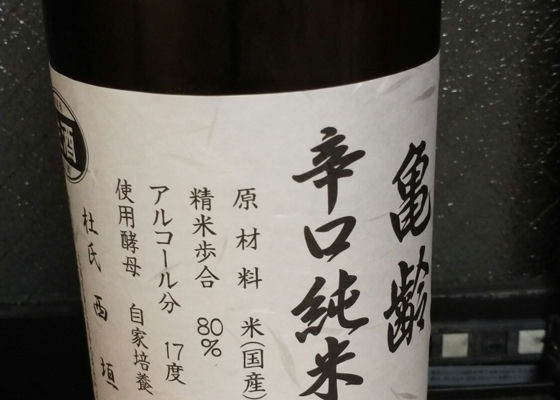 亀齢
辛口純米
原材料 米(国産)
精米歩合 80%
アルコール分 17度
使用酵母 自家培養
杜氏 西垣
酒